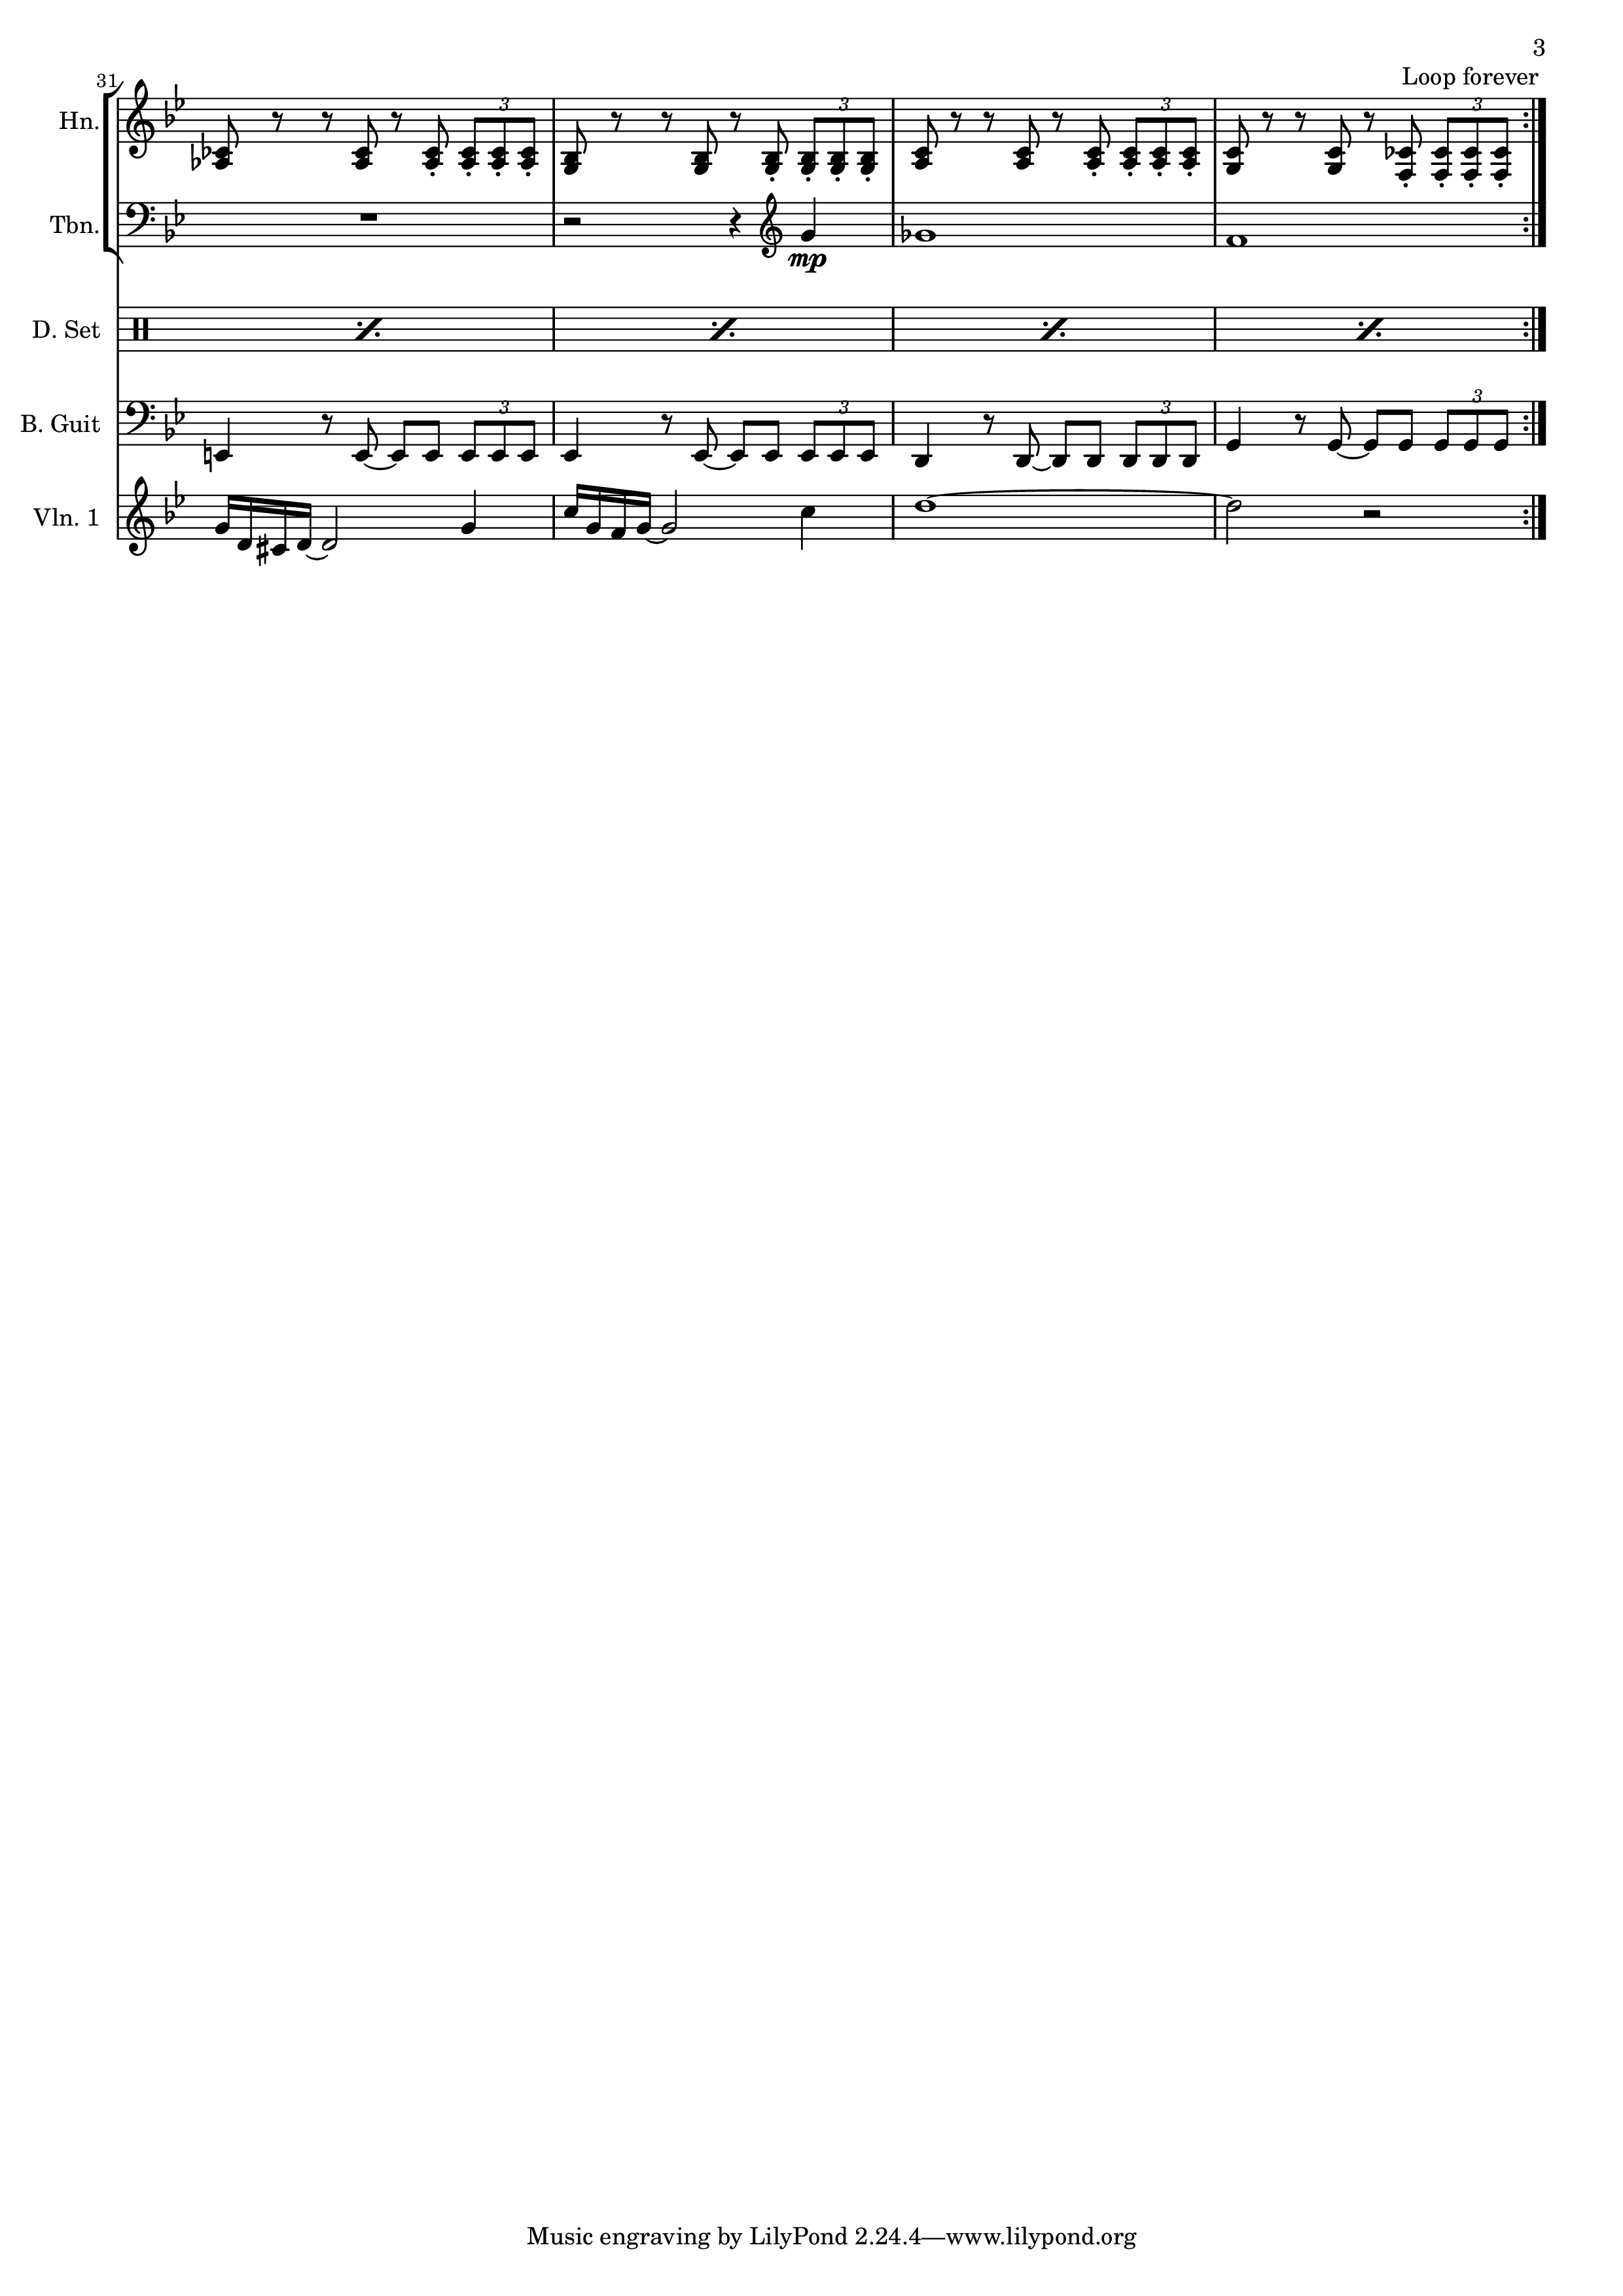 3
Loop forever
31
Hn.
3
3
3
3
Tbn.
mp
D. Set
B. Guit
3
3
3
3
Vln. 1
Music engraving by LilyPond 2.24.4—www.lilypond.org